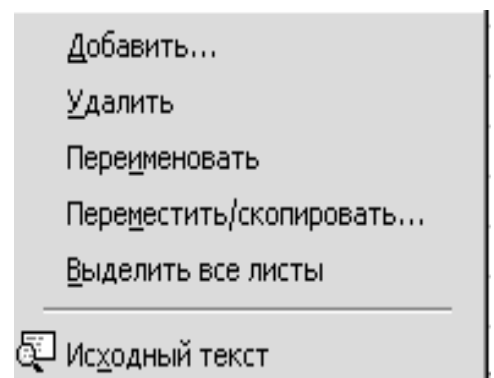 Добавить...
Удалить
Переименовать
Переместить/скопировать...
Выделить все листы
Исходный текст